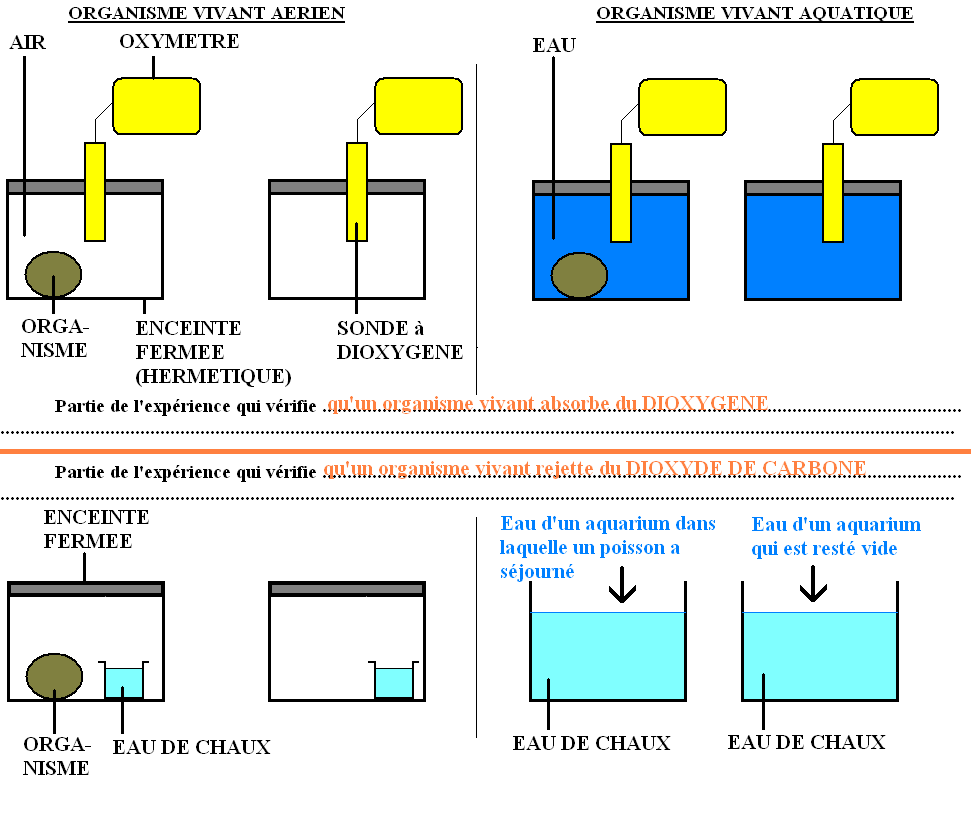 ORGANISME VIVANT AERIEN
ORGANISME VIVANT AQUATIQUE
AIR
OXYMETRE
EAU
ORGA-
NISME
ENCEINTE
FERMEE
(HERMETIQUE)
SONDE à
DIOXYGENE
Partie de l'expérience qui vérifie qu'un organisme vivant absorbe du DIOXYGENE
Partie de l'expérience qui vérifie qu'un organisme vivant rejette du DIOXYDE DE CARBONE
ENCEINTE
FERMEE
Eau d'un aquarium dans
laquelle un poisson a
séjourné
Eau d'un aquarium
qui est resté vide
ORGA-
NISME
EAU DE CHAUX
EAU DE CHAUX
EAU DE CHAUX